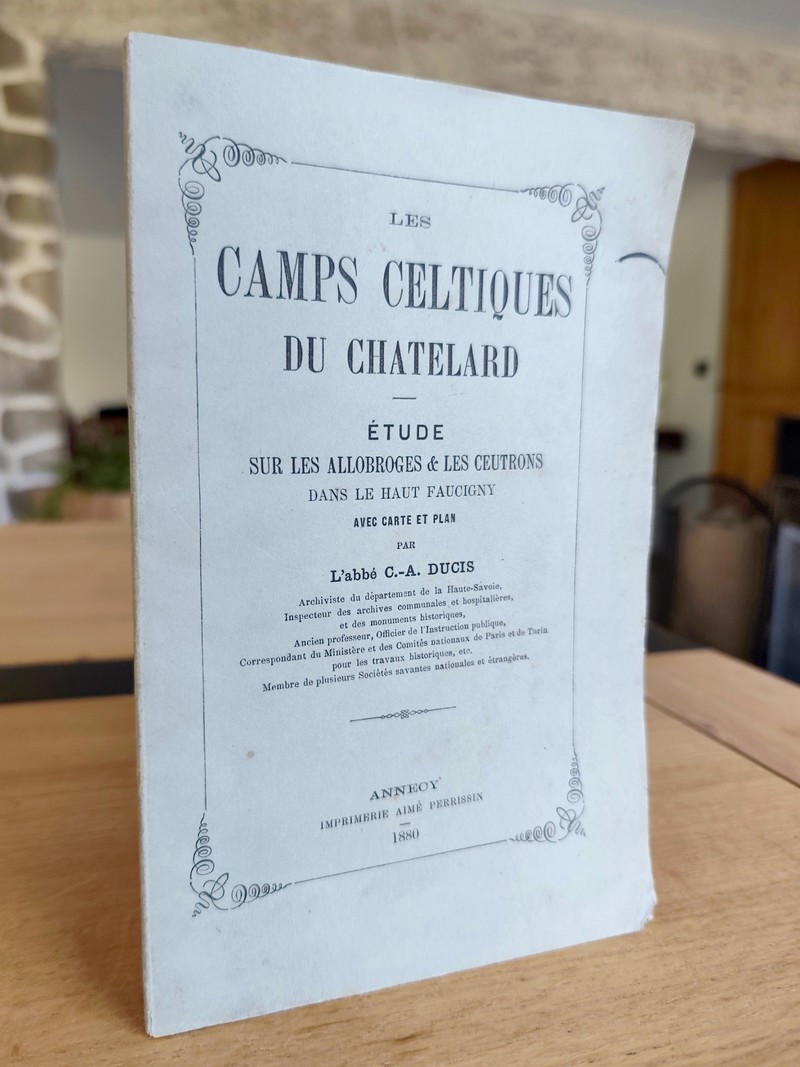 LES
CAMPS CELTIQUES
DU CHATELARD
ÉTUDE
SUR LES ALLOBROGES & LES CEUTRONS
DANS LE HAUT FAUCIGNY
AVEC CARTE ET PLAN
PAR
L'abbé C.-A. DUCIS
Archiviste du département de la Haute-Savoie,
Inspecteur des archives communales et hospitalières,
et des monuments historiques,
Ancien professeur, Officier de l'Instruction publique,
Correspondant du Ministère et des Comités nationaux de Paris et de Turin
pour les travaux historiques, etc.
Membre de plusieurs Sociétés savantes nationales et étrangères.
ANNECY
IMPRIMERIE AIMÉ PERRISSIN
1880